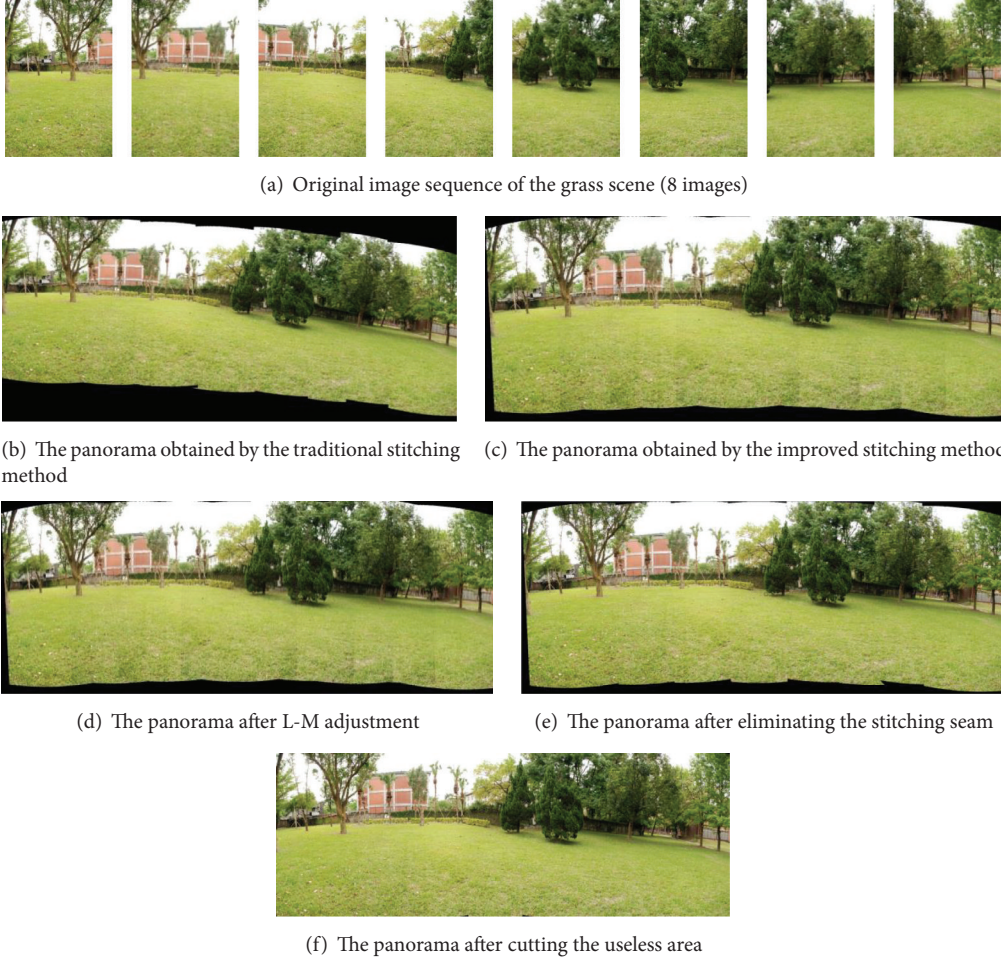 (a) Original image sequence of the grass scene (8 images)
(b) The panorama obtained by the traditional stitching
method
(c) The panorama obtained by the improved stitching method
(d) The panorama after L-M adjustment
(e) The panorama after eliminating the stitching seam
(f) The panorama after cutting the useless area